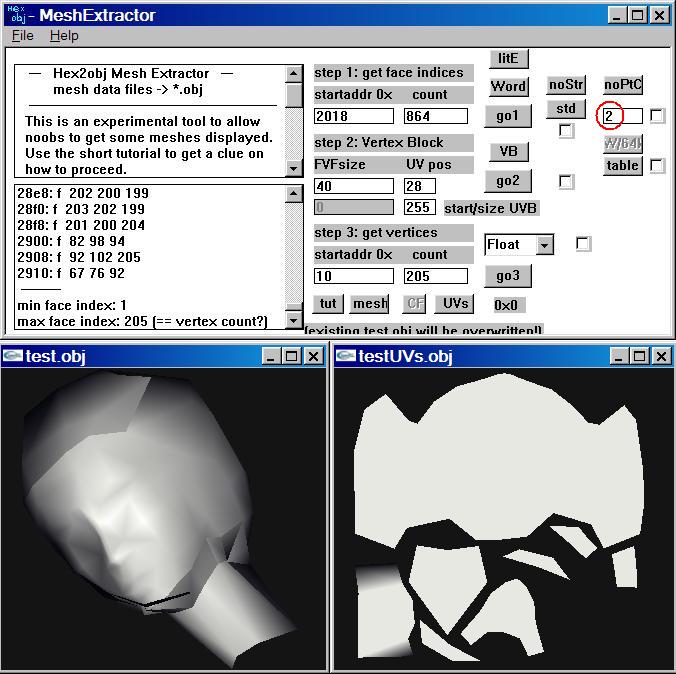 Hex obj- MeshExtractor
File Help
— Hex2obj Mesh Extractor —
mesh data files -> *.obj
This is an experimental tool to allow
noobs to get some meshes displayed.
Use the short tutorial to get a clue on
how to proceed.
28e8: f 202 200 199
28f0: f 203 202 199
28f8: f 201 200 204
2900: f 82 98 94
2908: f 92 102 205
2910: f 67 76 92
min face index: 1
max face index: 205 (== vertex count?)
step 1: get face indices
startaddr 0x count
2018 864
step 2: Vertex Block
FVFsize UV pos
40 28
0 255 start/size UVB
step 3: get vertices
startaddr 0x count
10 205
tut mesh CF UVs
(existing test.obj will be overwritten!)
litE
Word
go1
VB
go2
Float
go3
0x0
noStr
std
noPtC
2
W/64k
table
test.obj
testUVs.obj